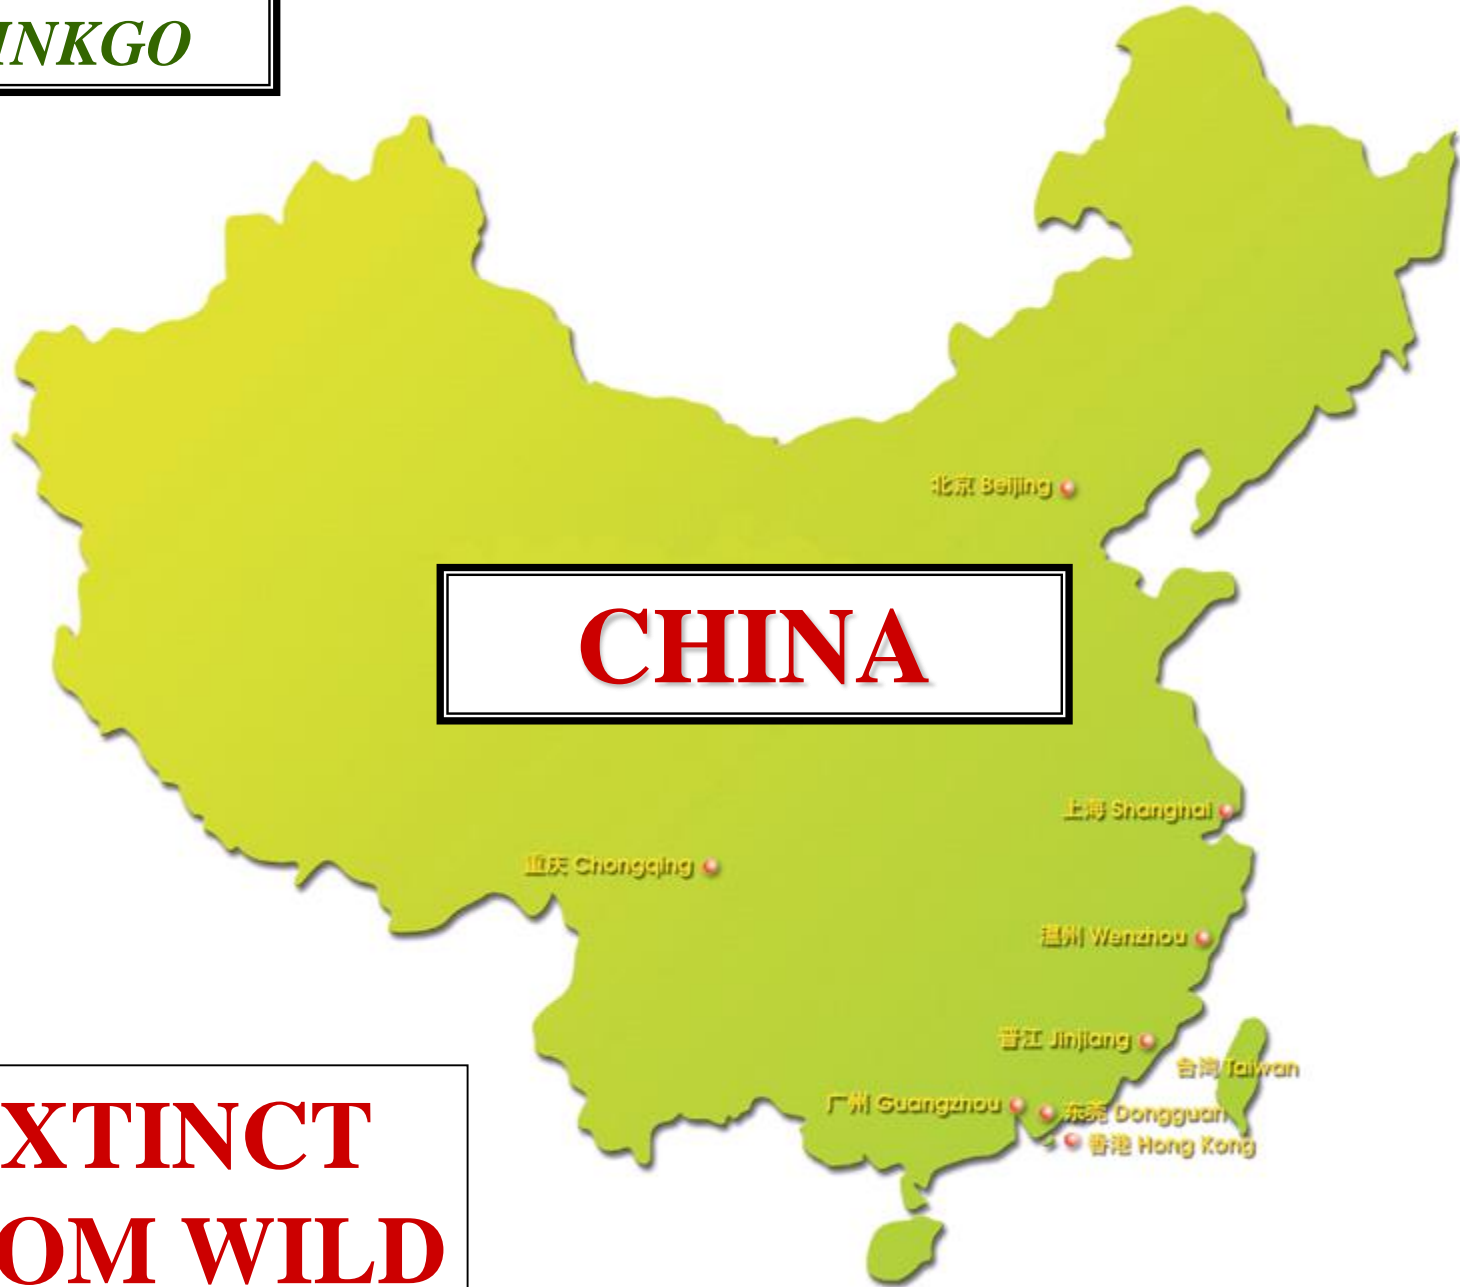 INKGO
北京 Beijing
CHINA
上海 Shanghai
重庆 Chongqing
温州 Wenzhou
晋江 Jinjiang
台湾 Taiwan
广州 Guangzhou
东莞 Dongguan
香港 Hong Kong
XTINCT
OM WILD